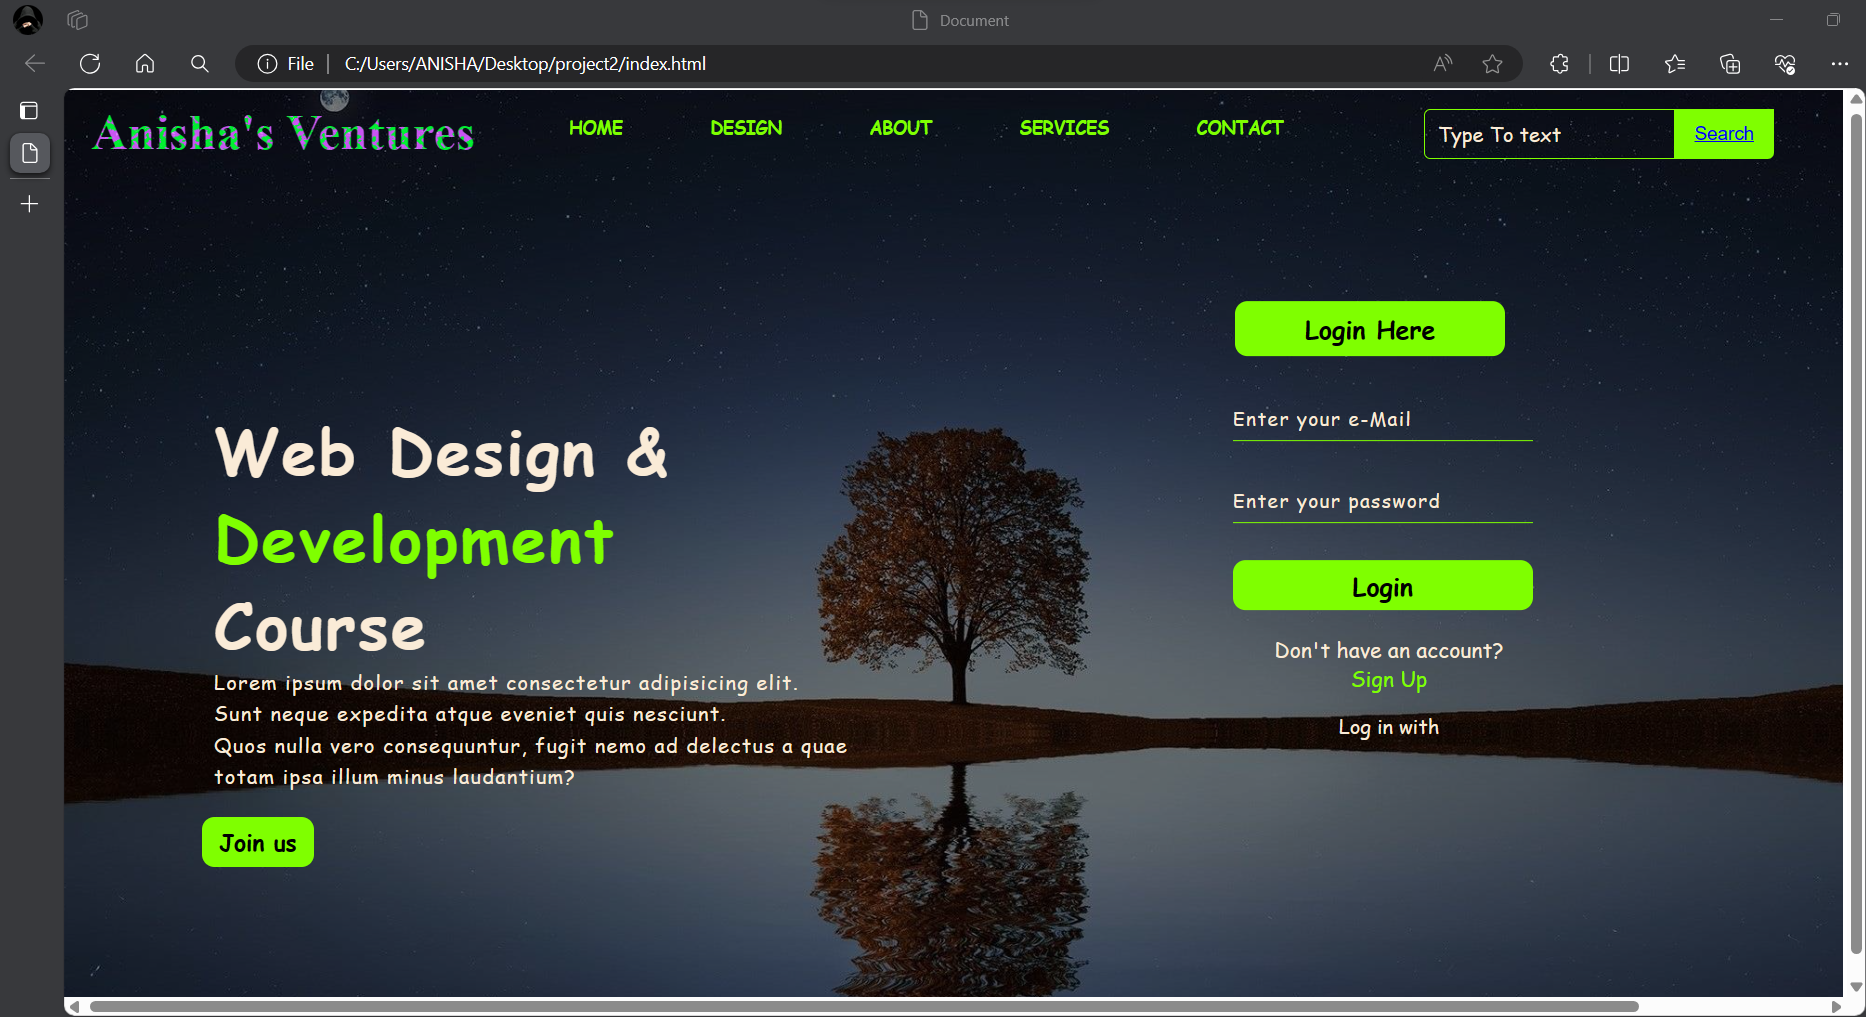 Document
File
C:/Users/ANISHA/Desktop/project2/index.html
Anisha's Ventures
HOME
DESIGN
ABOUT
SERVICES
CONTACT
Type To text
Search
Web Design &
Development
Course
Lorem ipsum dolor sit amet consectetur adipisicing elit.
Sunt neque expedita atque eveniet quis nesciunt.
Quos nulla vero consequuntur, fugit nemo ad delectus a quae
totam ipsa illum minus laudantium?
Join us
Login Here
Enter your e-Mail
Enter your password
Login
Don't have an account?
Sign Up
Log in with